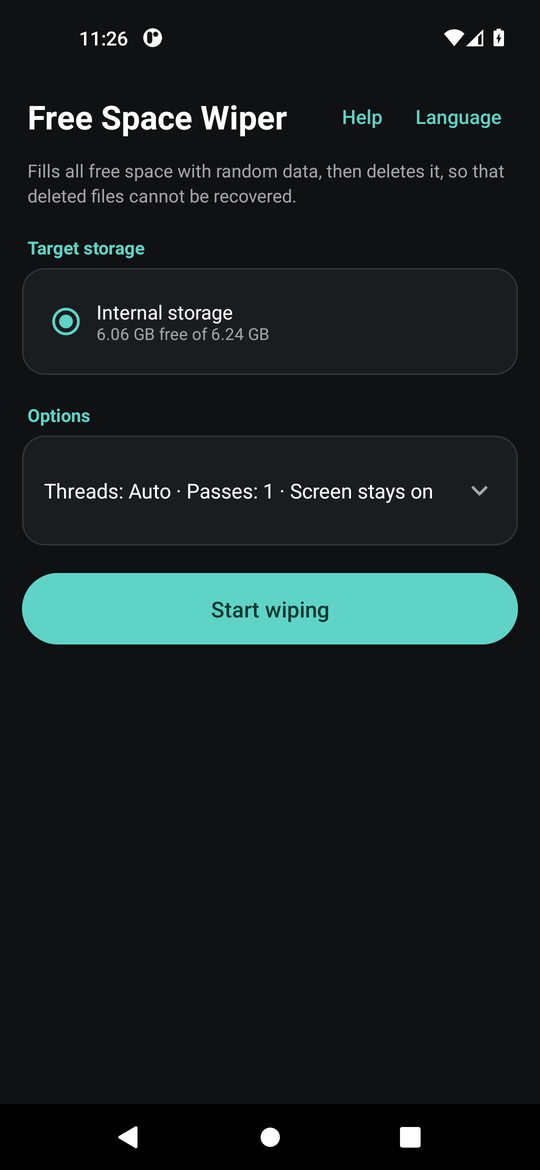 11:26
Free Space Wiper
Help
Language
Fills all free space with random data, then deletes it, so that
deleted files cannot be recovered.
Target storage
Internal storage
6.06 GB free of 6.24 GB
Options
Threads: Auto · Passes: 1 · Screen stays on
Start wiping